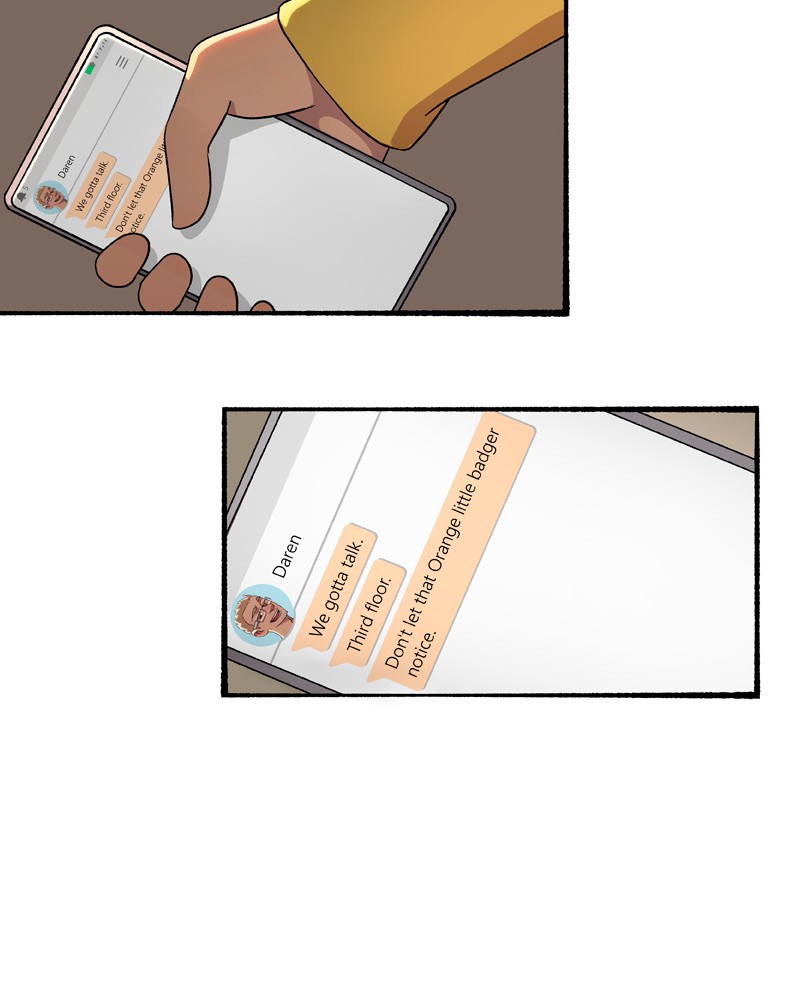 Daren
We gotta talk.
Third floor.
Don't let that Orange li
otice.
Daren
We gotta talk.
Third floor.
Don't let that Orange little badger
notice.